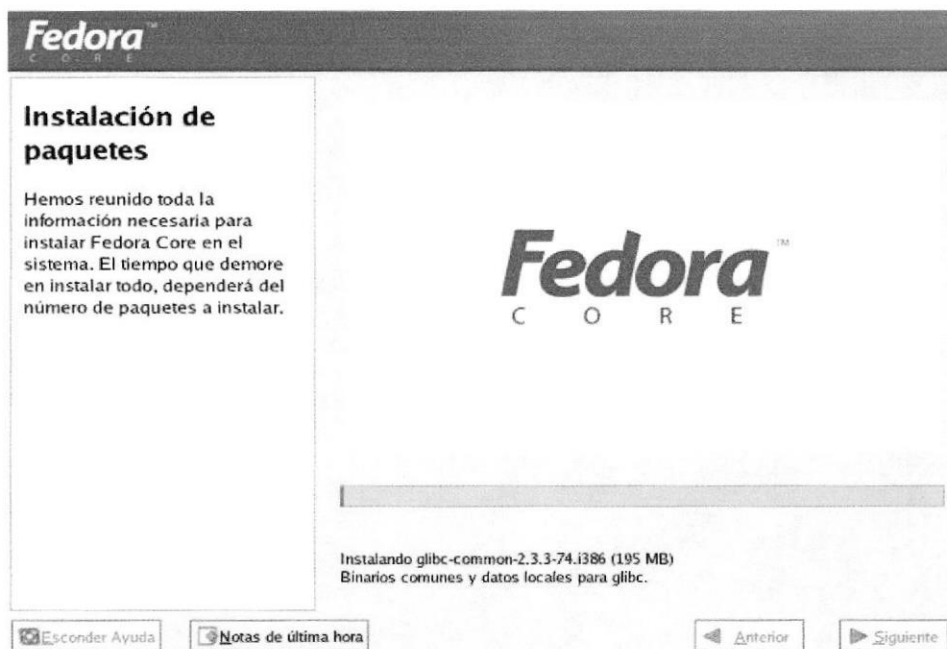 Fedora™
CORE
Instalación de
paquetes
Hemos reunido toda la
información necesaria para
instalar Fedora Core en el
sistema. El tiempo que demore
en instalar todo, dependerá del
número de paquetes a instalar.
Fedora™
CORE
Instalando glibc-common-2.3.3-74.i386 (195 MB)
Binarios comunes y datos locales para glibc.
Esconder Ayuda
Notas de última hora
Anterior
Siguiente